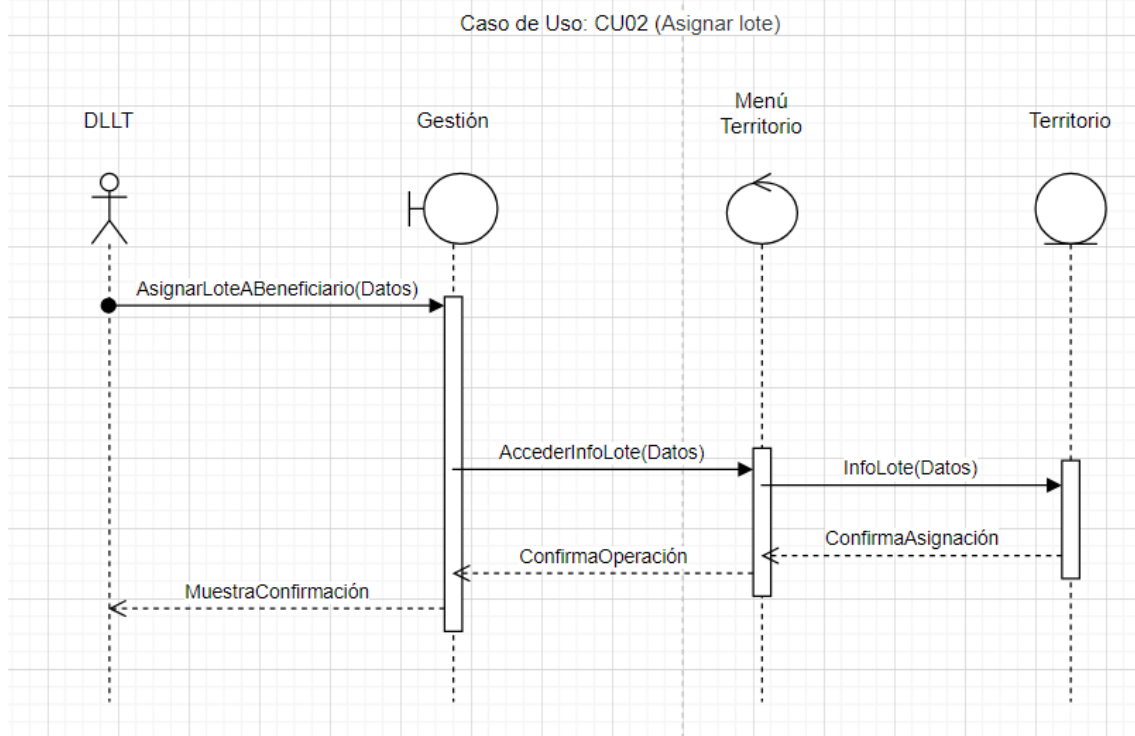 Caso de Uso: CU02 (Asignar lote)
DLLT
Gestión
Menú
Territorio
Territorio
AsignarLoteABeneficiario(Datos)
AccederInfoLote(Datos)
InfoLote(Datos)
ConfirmaAsignación
ConfirmaOperación
MuestraConfirmación